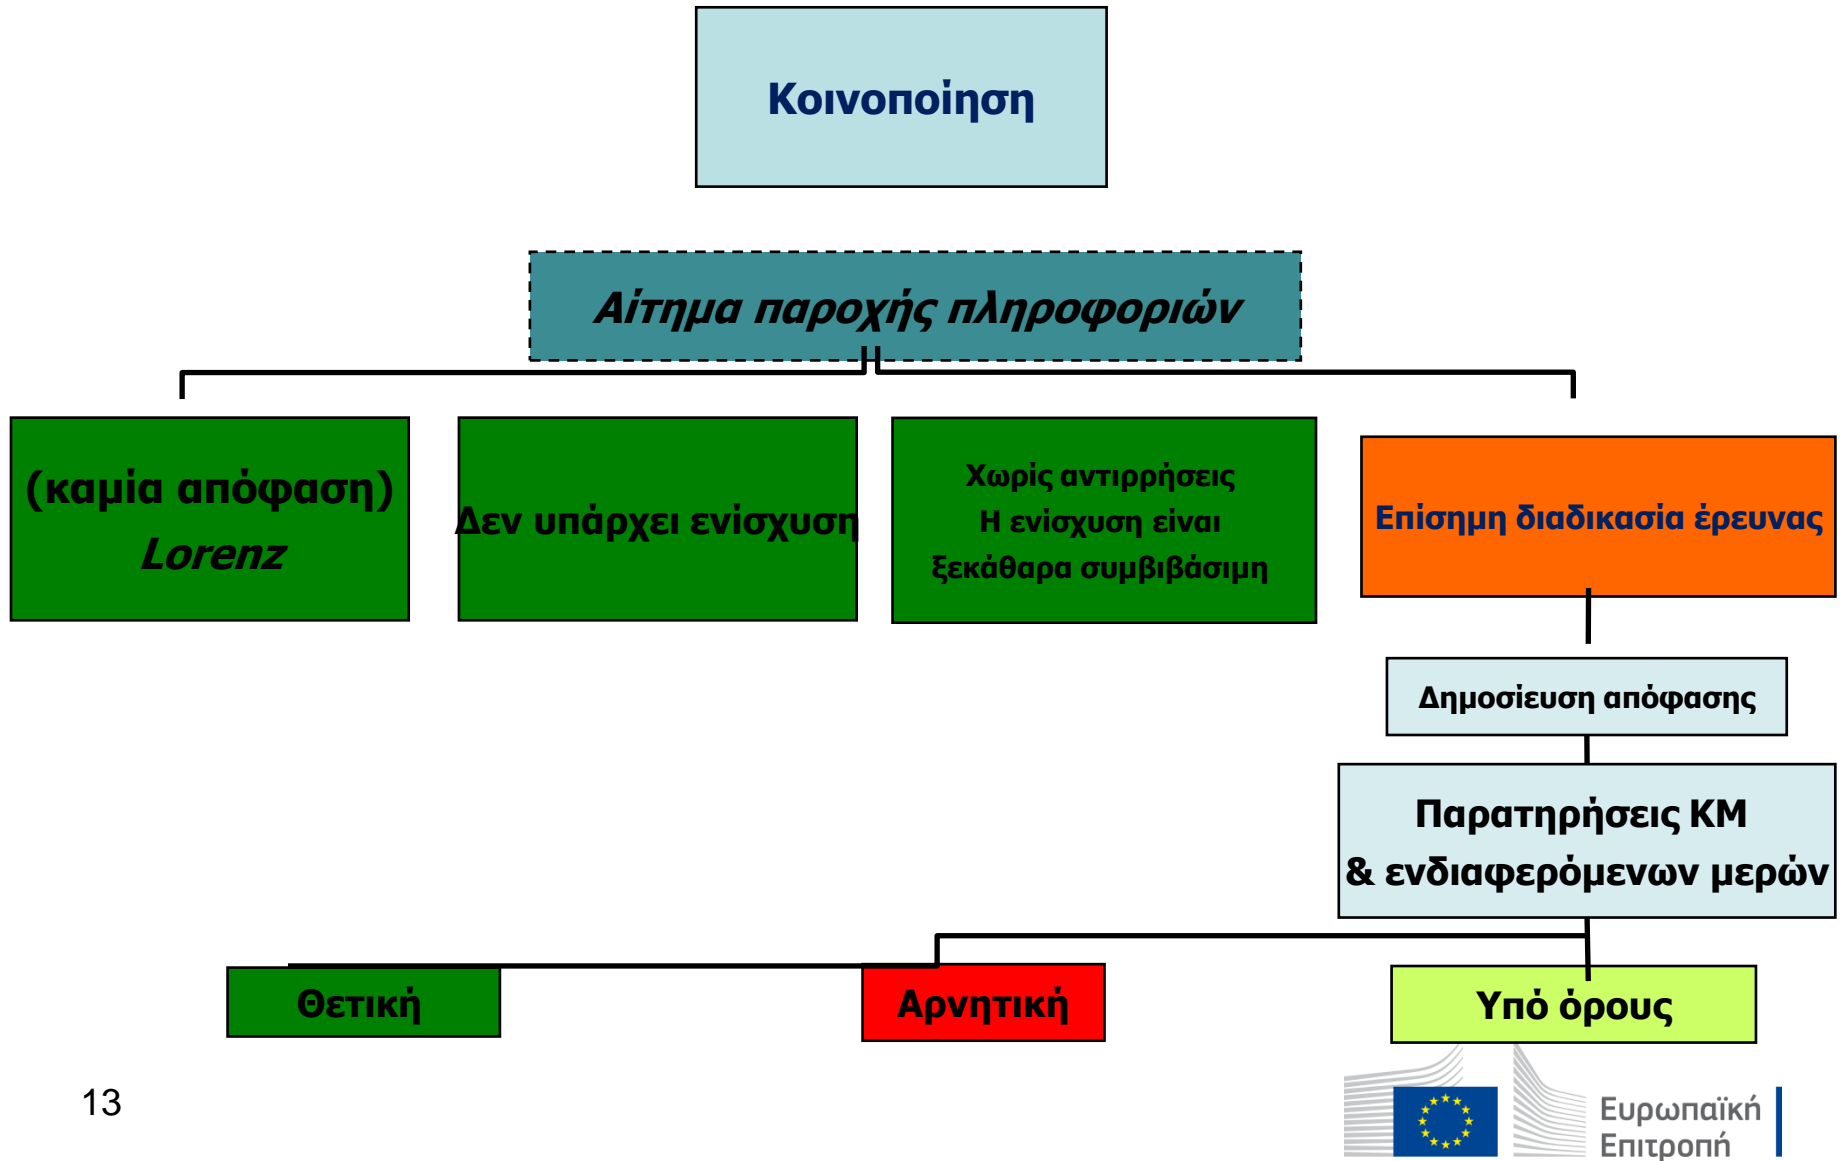 Κοινοποίηση
Αίτημα παροχής πληροφοριών
(καμία απόφαση)
Lorenz
Δεν υπάρχει ενίσχυση
Χωρίς αντιρρήσεις
Η ενίσχυση είναι
ξεκάθαρα συμβιβάσιμη
Επίσημη διαδικασία έρευνας
Δημοσίευση απόφασης
Παρατηρήσεις ΚΜ
& ενδιαφερόμενων μερών
Θετική
Αρνητική
Υπό όρους
13
Ευρωπαϊκή
Επιτροπή